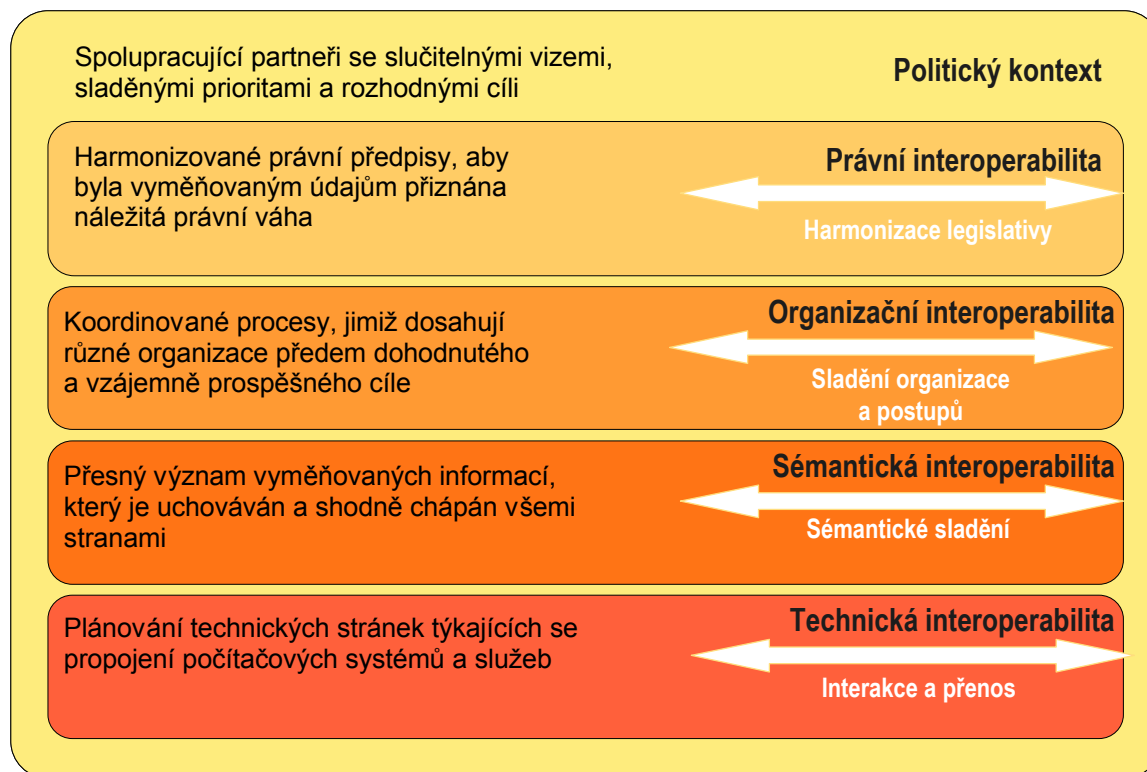 Spolupracující partneři se slučitelnými vizemi,
sladěnými prioritami a rozhodnými cíli
Politický kontext
Harmonizované právní předpisy, aby
byla vyměňovaným údajům přiznána
náležitá právní váha
Právní interoperabilita
Harmonizace legislativy
Koordinované procesy, jimiž dosahují
různé organizace předem dohodnutého
a vzájemně prospěšného cíle
Organizační interoperabilita
Sladění organizace
a postupů
Přesný význam vyměňovaných informací,
který je uchováván a shodně chápán všemi
stranami
Sémantická interoperabilita
Sémantické sladění
Plánování technických stránek týkajících se
propojení počítačových systémů a služeb
Technická interoperabilita
Interakce a přenos